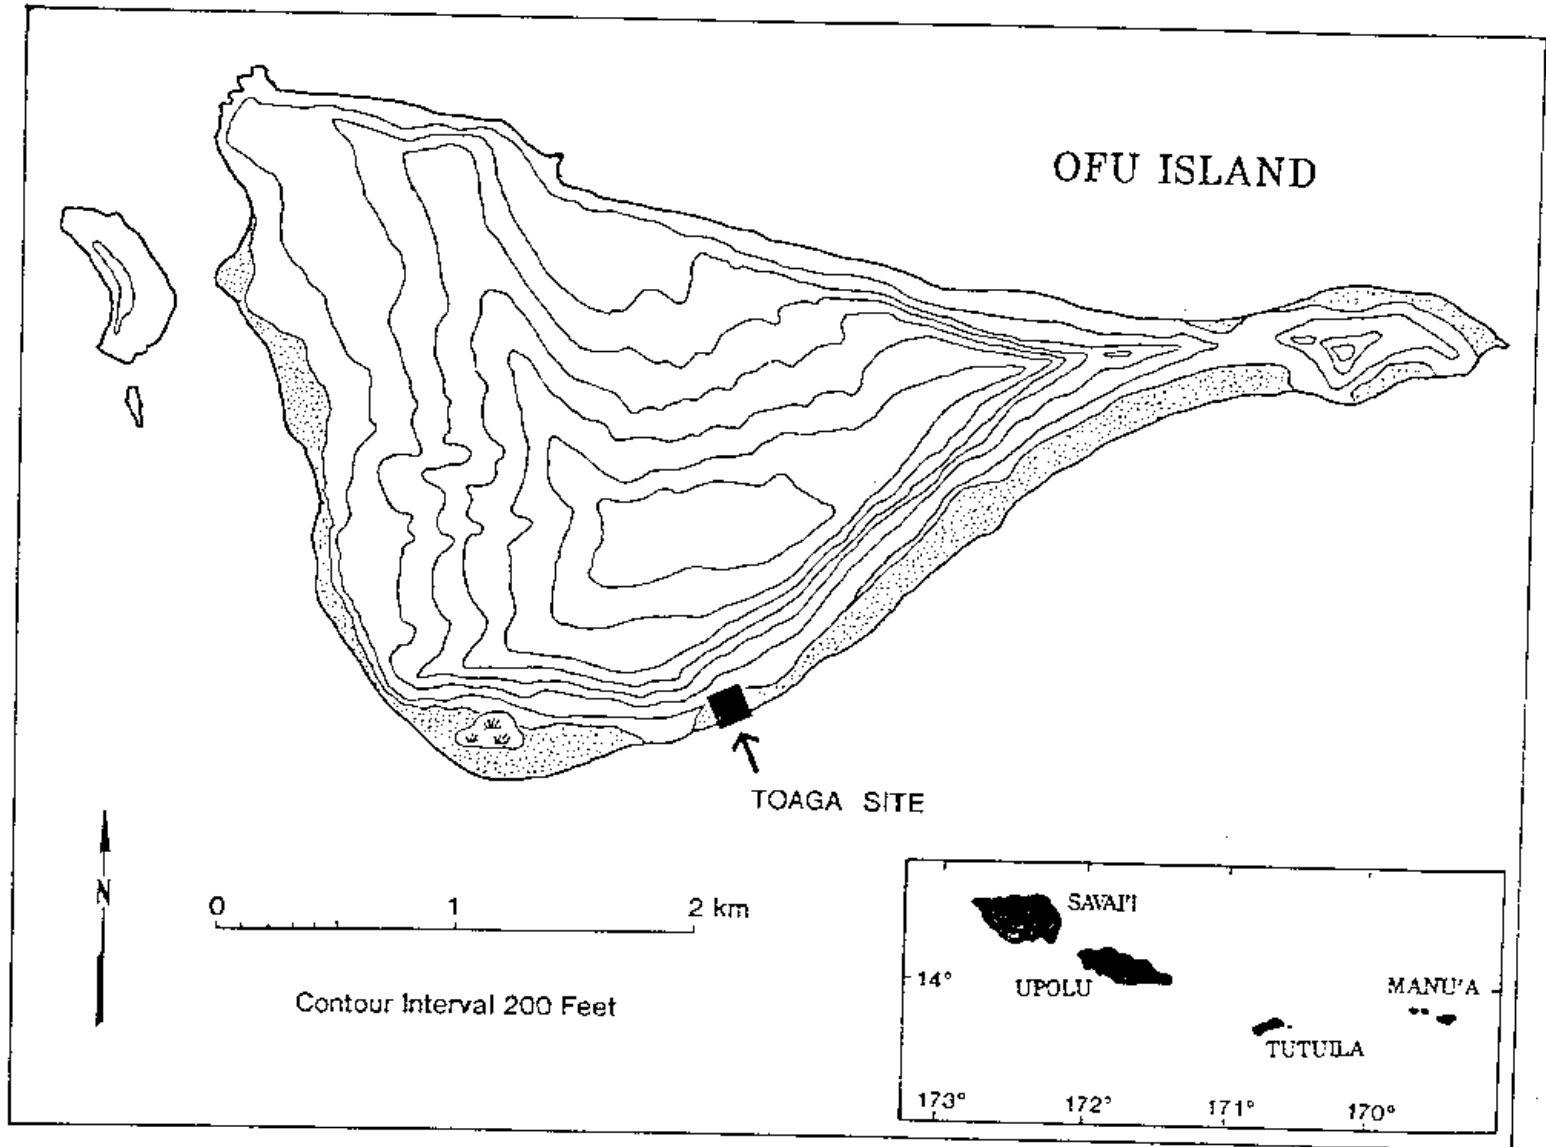 OFU ISLAND
TOAGA SITE
N
0 1 2 km
Contour Interval 200 Feet
SAVAI'I
14°
UPOLU
MANU'A
TUTUILA
173° 172° 171° 170°